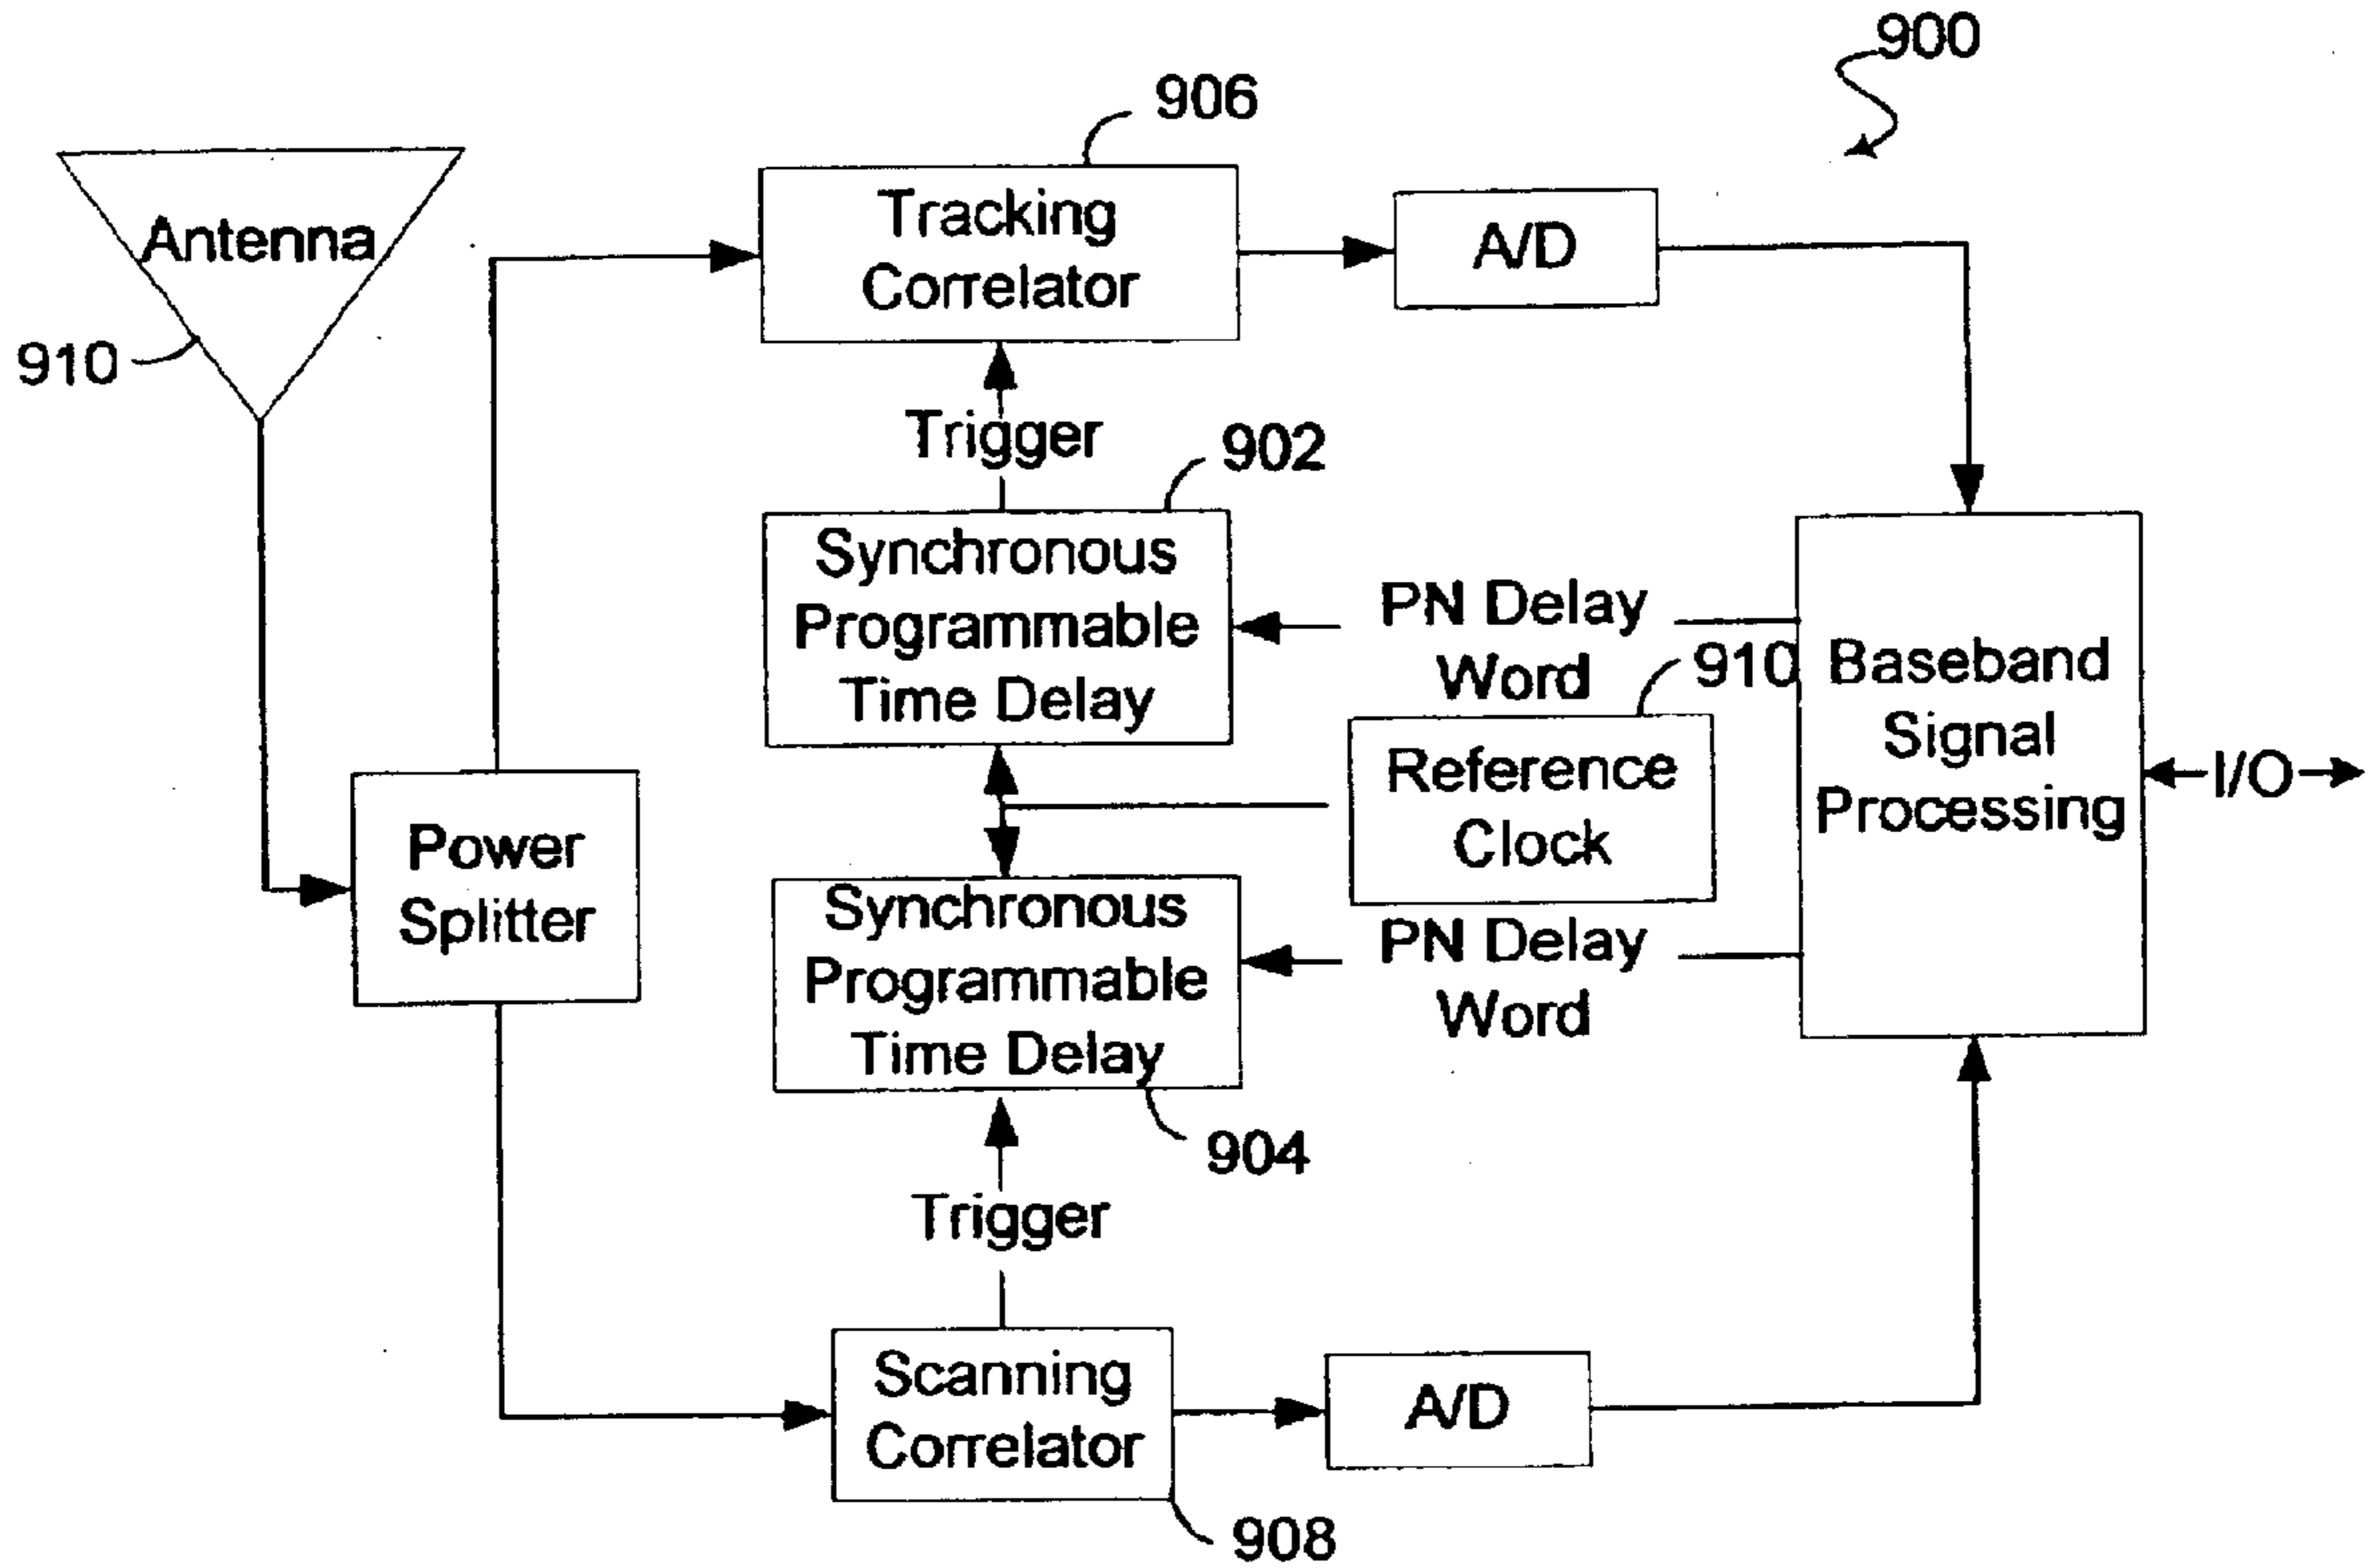 900
906
Antenna
Tracking
Correlator
A/D
910
Trigger
902
Synchronous
Programmable
Time Delay
PN Delay
Word
910
Baseband
Signal
Processing
I/O
Reference
Clock
Power
Splitter
Synchronous
Programmable
Time Delay
PN Delay
Word
904
Trigger
Scanning
Correlator
A/D
908